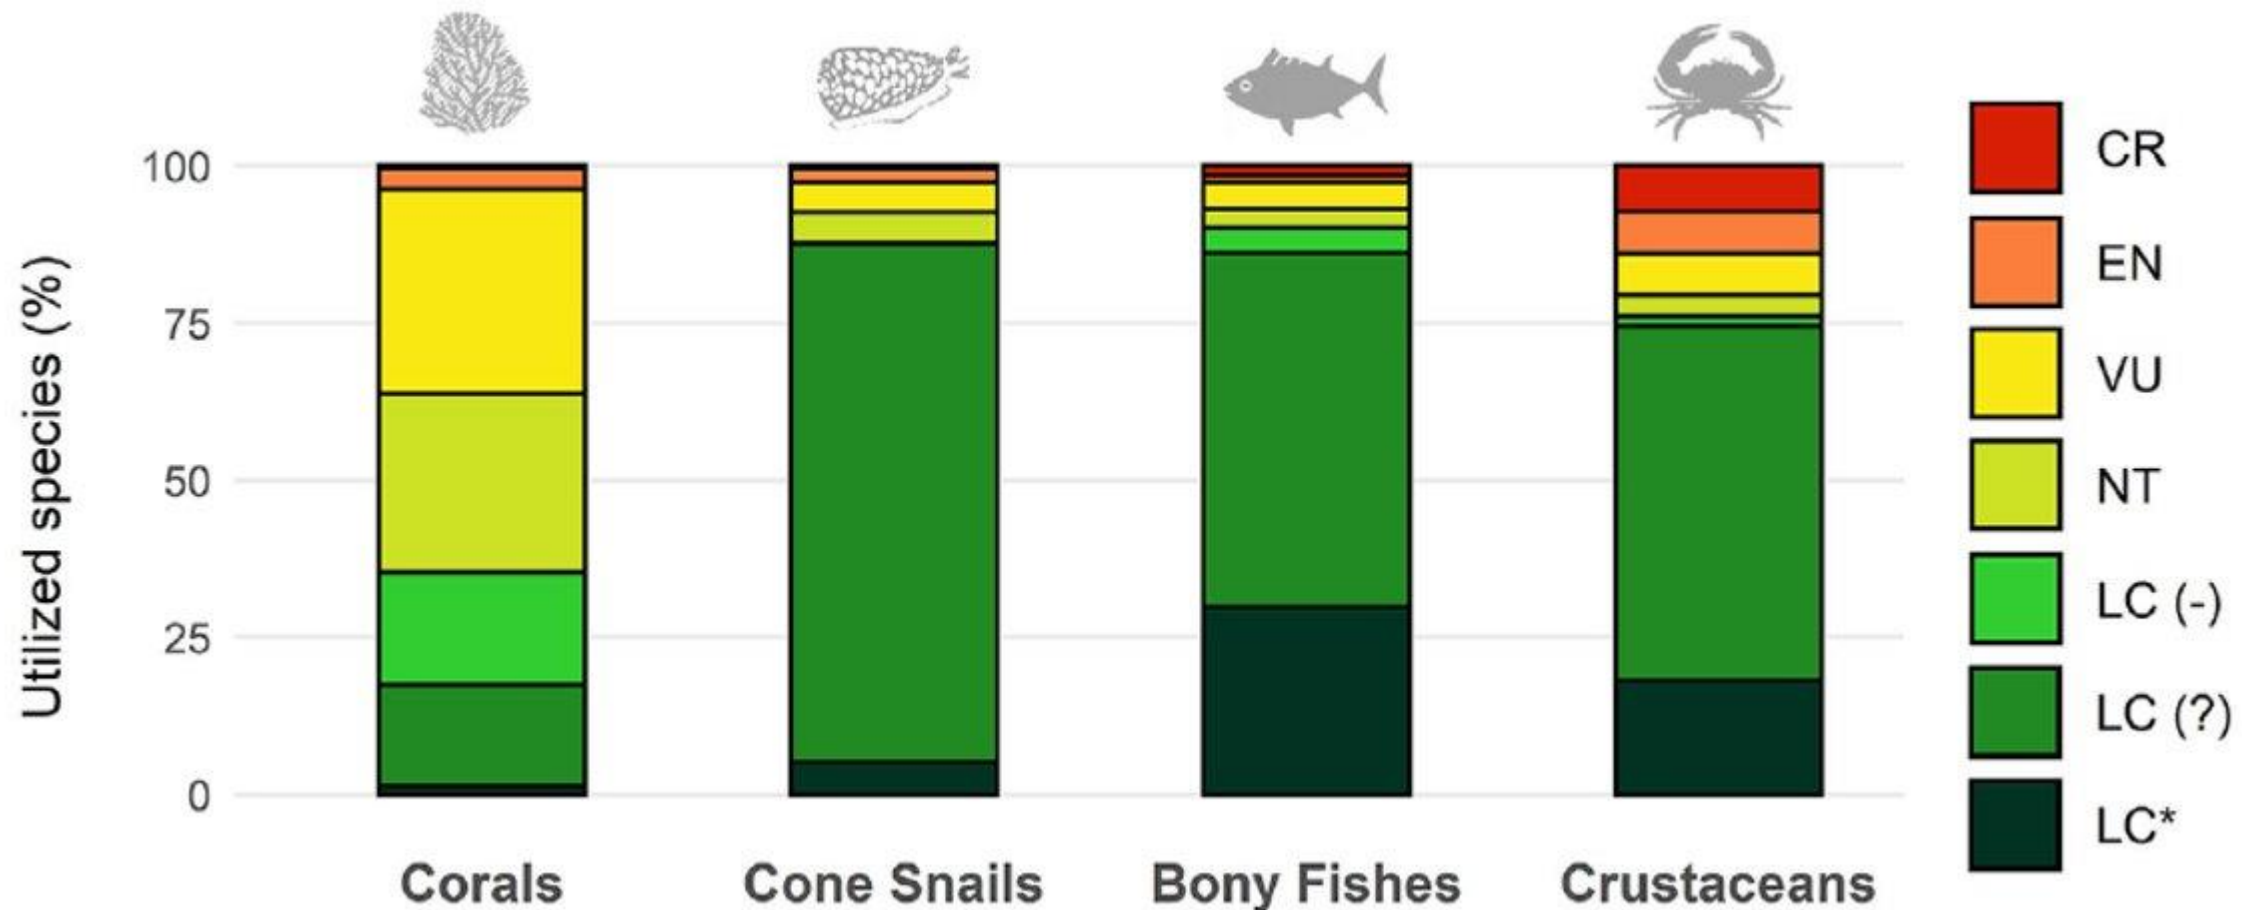 Utilized species (%)
100
75
50
25
0
Corals
Cone Snails
Bony Fishes
Crustaceans
CR
EN
VU
NT
LC (-)
LC (?)
LC*